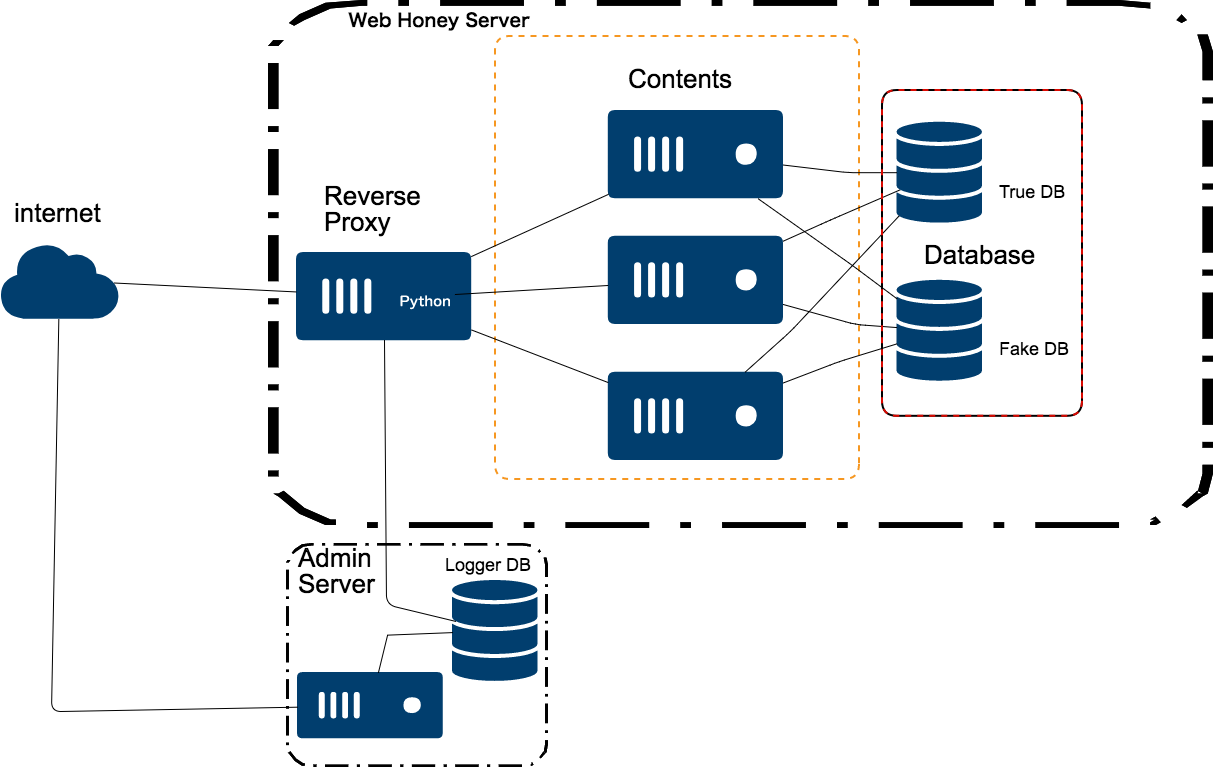 Web Honey Server
Contents
Reverse
Proxy
internet
True DB
Database
Python
Fake DB
Admin
Server
Logger DB